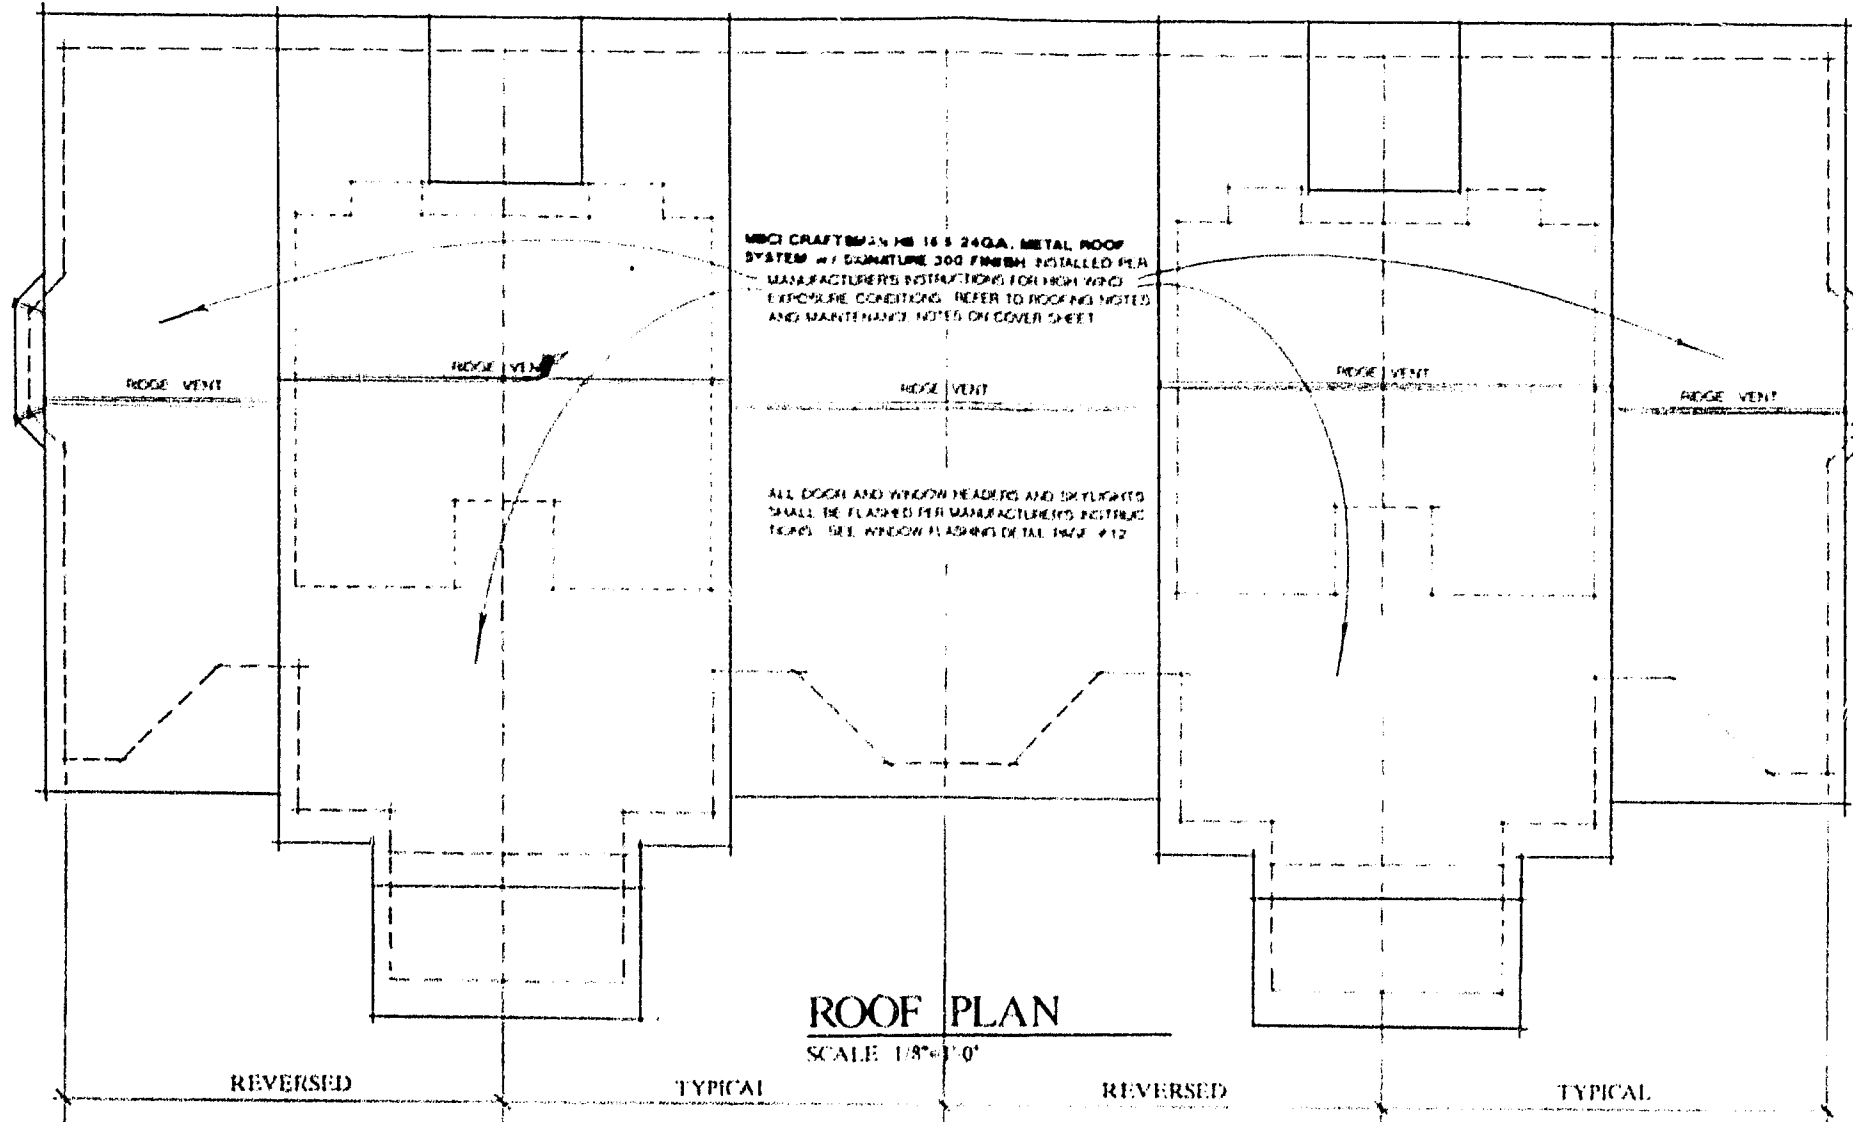 MBCI CRAFTSMAN HB 16 & 24GA. METAL ROOF
SYSTEM W/ SIGNATURE 300 FINISH INSTALLED PER
MANUFACTURER'S INSTRUCTIONS FOR HIGH WIND
EXPOSURE CONDITIONS. REFER TO ROOFING NOTES
AND MAINTENANCE NOTES ON COVER SHEET
RIDGE VENT
RIDGE VENT
RIDGE VENT
RIDGE VENT
RIDGE VENT
ALL DOOR AND WINDOW HEADERS AND SKYLIGHTS
SHALL BE FLASHED PER MANUFACTURER'S INSTRUC
TIONS. SEE WINDOW FLASHING DETAIL PAGE #12
ROOF PLAN
SCALE 1/8"=1'-0"
REVERSED
TYPICAL
REVERSED
TYPICAL